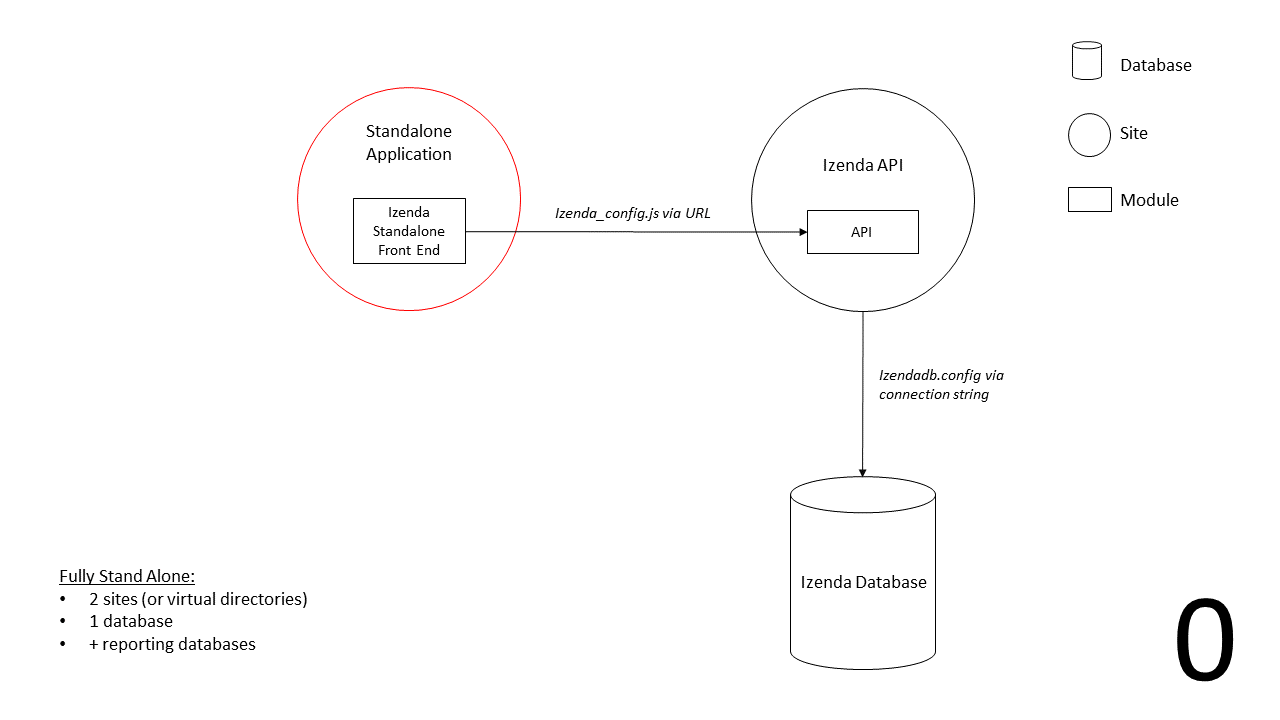 Database
Standalone
Application
Site
Izenda API
Module
Izenda
Standalone
Front End
Izenda_config.js via URL
API
Izendadb.config via
connection string
Izenda Database
Fully Stand Alone:
• 2 sites (or virtual directories)
• 1 database
• + reporting databases
0